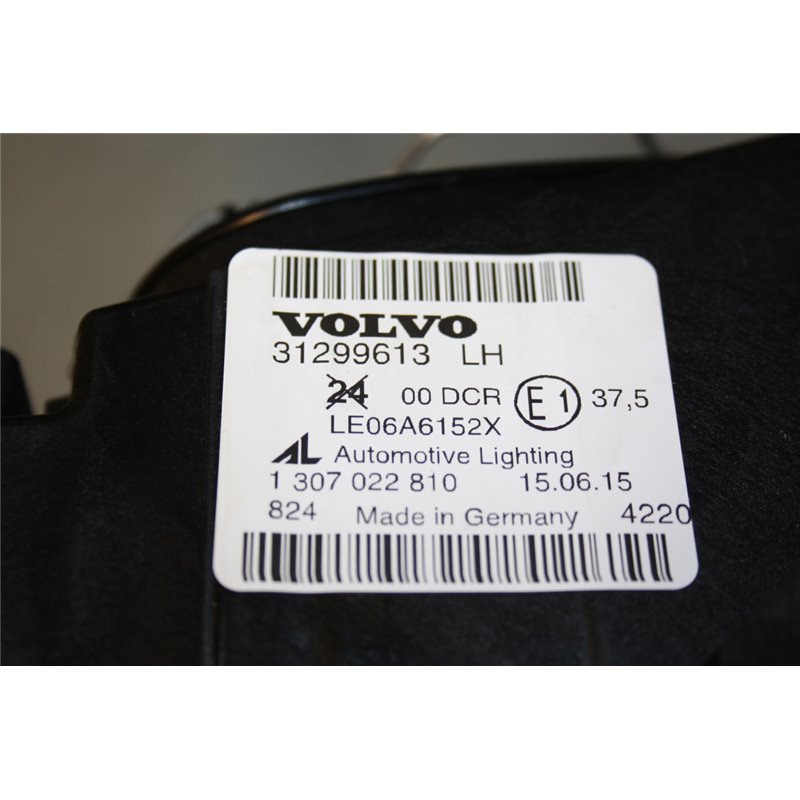 VOLVO
31299613 LH
24 00 DCR E1 37,5
LE06A6152X
AL Automotive Lighting
1 307 022 810 15.06.15
824 Made in Germany 4220